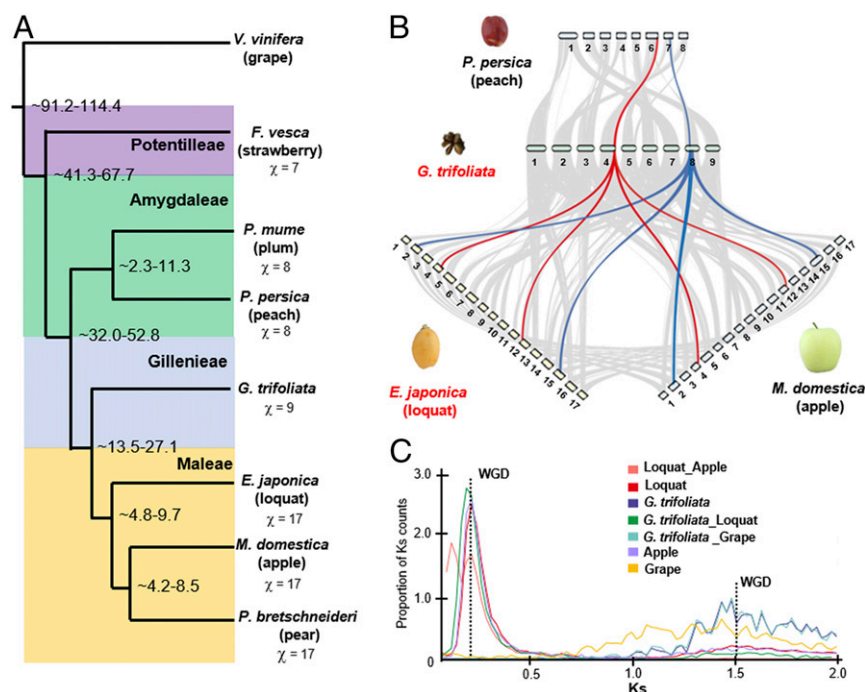 A
V. vinifera
(grape)
~91.2-114.4
Potentilleae
F. vesca
(strawberry)
χ = 7
~41.3-67.7
Amygdaleae
P. mume
(plum)
χ = 8
~2.3-11.3
P. persica
(peach)
χ = 8
~32.0-52.8
Gillenieae
G. trifoliata
χ = 9
~13.5-27.1
Maleae
E. japonica
(loquat)
χ = 17
~4.8-9.7
M. domestica
(apple)
χ = 17
~4.2-8.5
P. bretschneideri
(pear)
χ = 17
B
P. persica
(peach)
1 2 3 4 5 6 7 8
G. trifoliata
1 2 3 4 5 6 7 8 9
1 2 3 4 5 6 7 8 9 10 11 12 13 14 15 16 17
E. japonica
(loquat)
1 2 3 4 5 6 7 8 9 10 11 12 13 14 15 16 17
M. domestica
(apple)
C
Proportion of Ks counts
3.0
2.0
1.0
0
WGD
Loquat_Apple
Loquat
G. trifoliata
G. trifoliata_Loquat
G. trifoliata _Grape
Apple
Grape
WGD
0.5 1.0 1.5 2.0
Ks